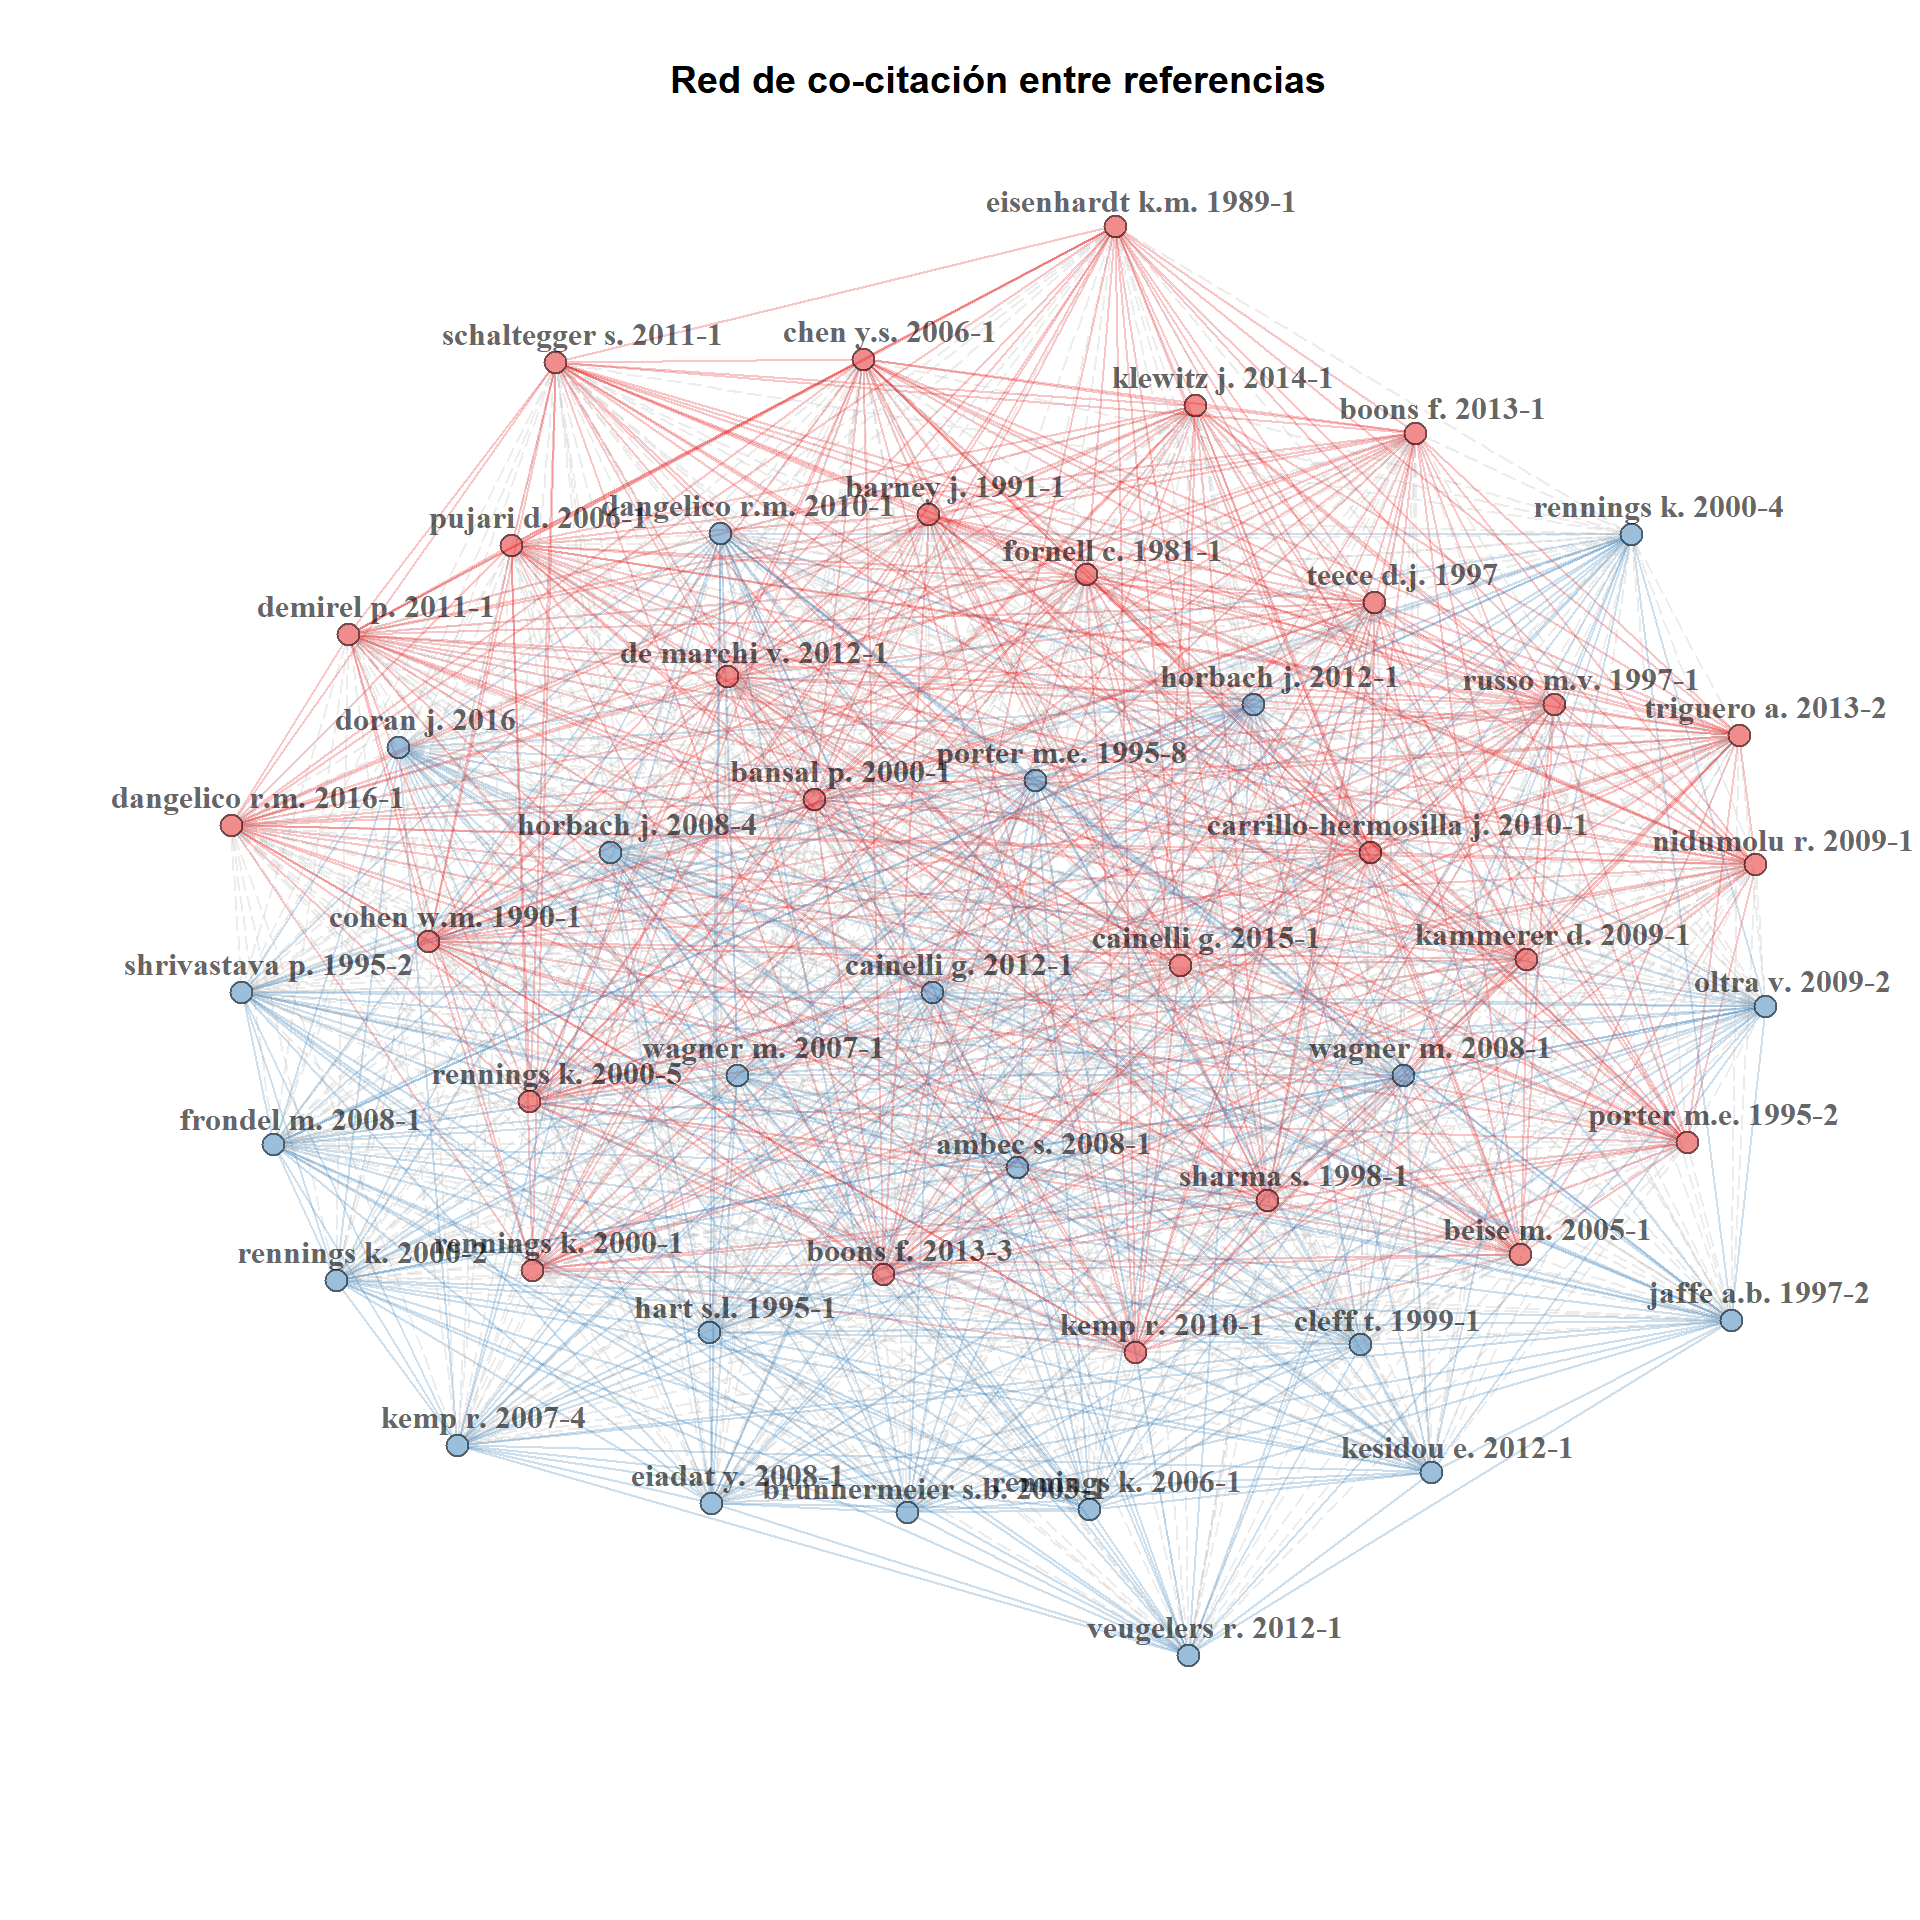 Red de co-citación entre referencias
eisenhardt k.m. 1989-1
schaltegger s. 2011-1
chen y.s. 2006-1
klewitz j. 2014-1
boons f. 2013-1
barney j. 1991-1
dangelico r.m. 2010-1
rennings k. 2000-4
pujari d. 2006-1
fornell c. 1981-1
teece d.j. 1997
demirel p. 2011-1
de marchi v. 2012-1
horbach j. 2012-1
russo m.v. 1997-1
triguero a. 2013-2
doran j. 2016
porter m.e. 1995-8
bansal p. 2000-1
dangelico r.m. 2016-1
horbach j. 2008-4
carrillo-hermosilla j. 2010-1
nidumolu r. 2009-1
cohen w.m. 1990-1
cainelli g. 2015-1
kammerer d. 2009-1
shrivastava p. 1995-2
cainelli g. 2012-1
oltra v. 2009-2
wagner m. 2007-1
wagner m. 2008-1
rennings k. 2000-5
frondel m. 2008-1
porter m.e. 1995-2
ambec s. 2008-1
sharma s. 1998-1
beise m. 2005-1
rennings k. 2000-2
rennings k. 2000-1
boons f. 2013-3
jaffe a.b. 1997-2
hart s.l. 1995-1
kemp r. 2010-1
cleff t. 1999-1
kemp r. 2007-4
kesidou e. 2012-1
eiadat y. 2008-1
brunnermeier s.b. 2003-1
rennings k. 2006-1
veugelers r. 2012-1